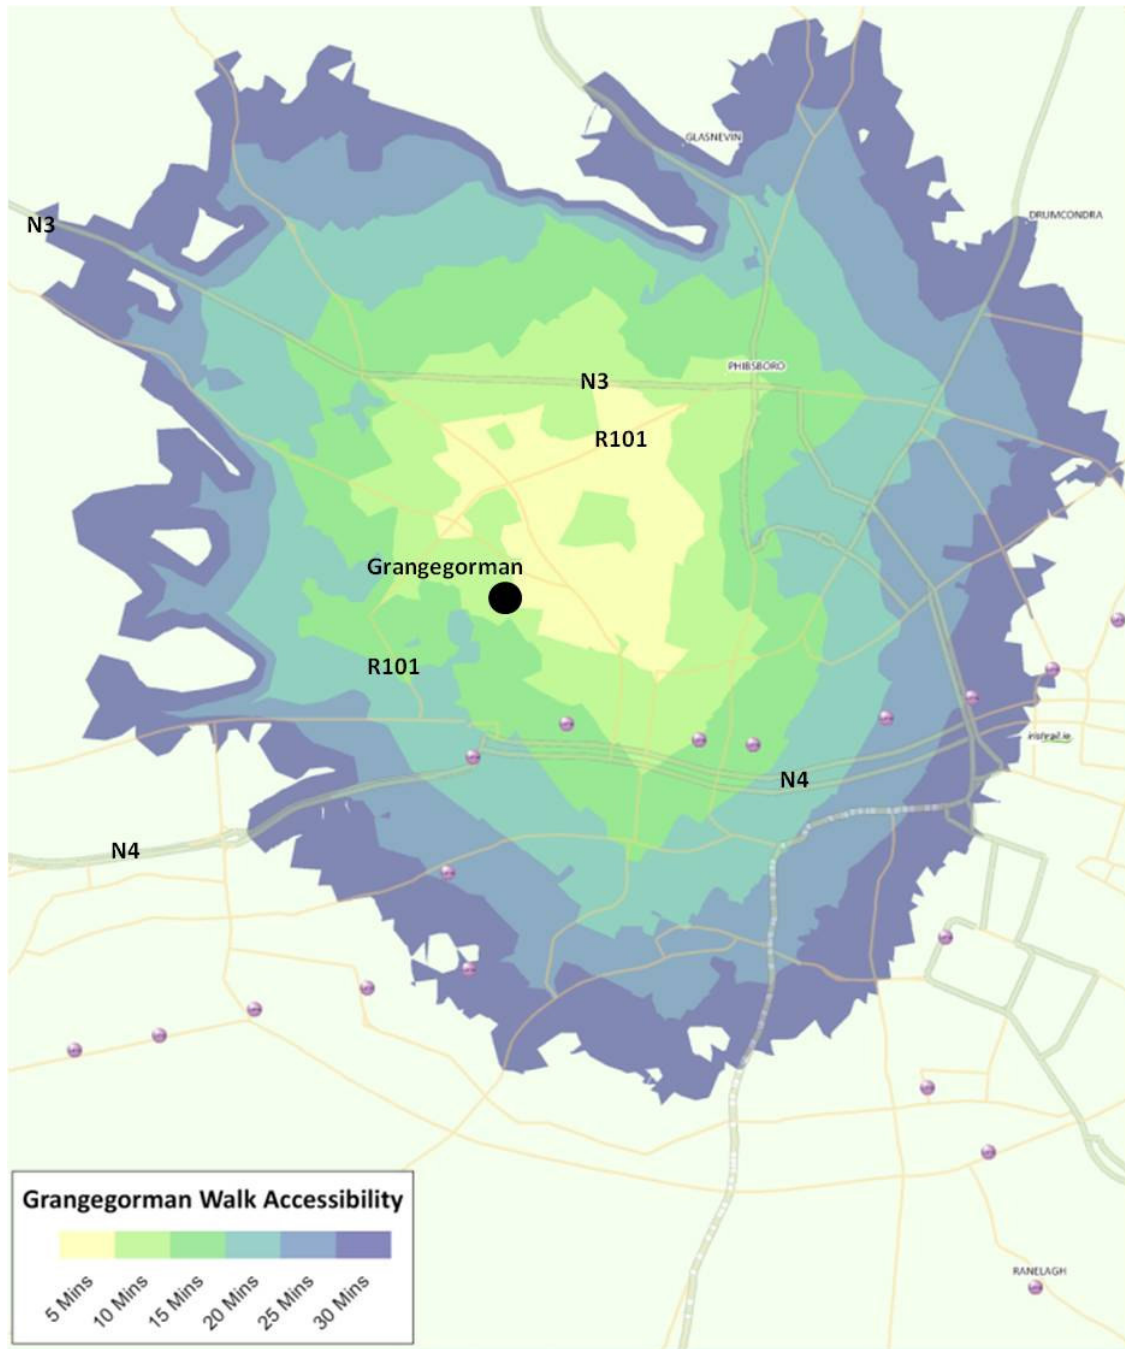 GLASNEVIN
DRUMCONDRA
N3
PHIBSBORO
N3
R101
Grangegorman
R101
irishrail.ie
N4
N4
RANELAGH
Grangegorman Walk Accessibility
5 Mins
10 Mins
15 Mins
20 Mins
25 Mins
30 Mins